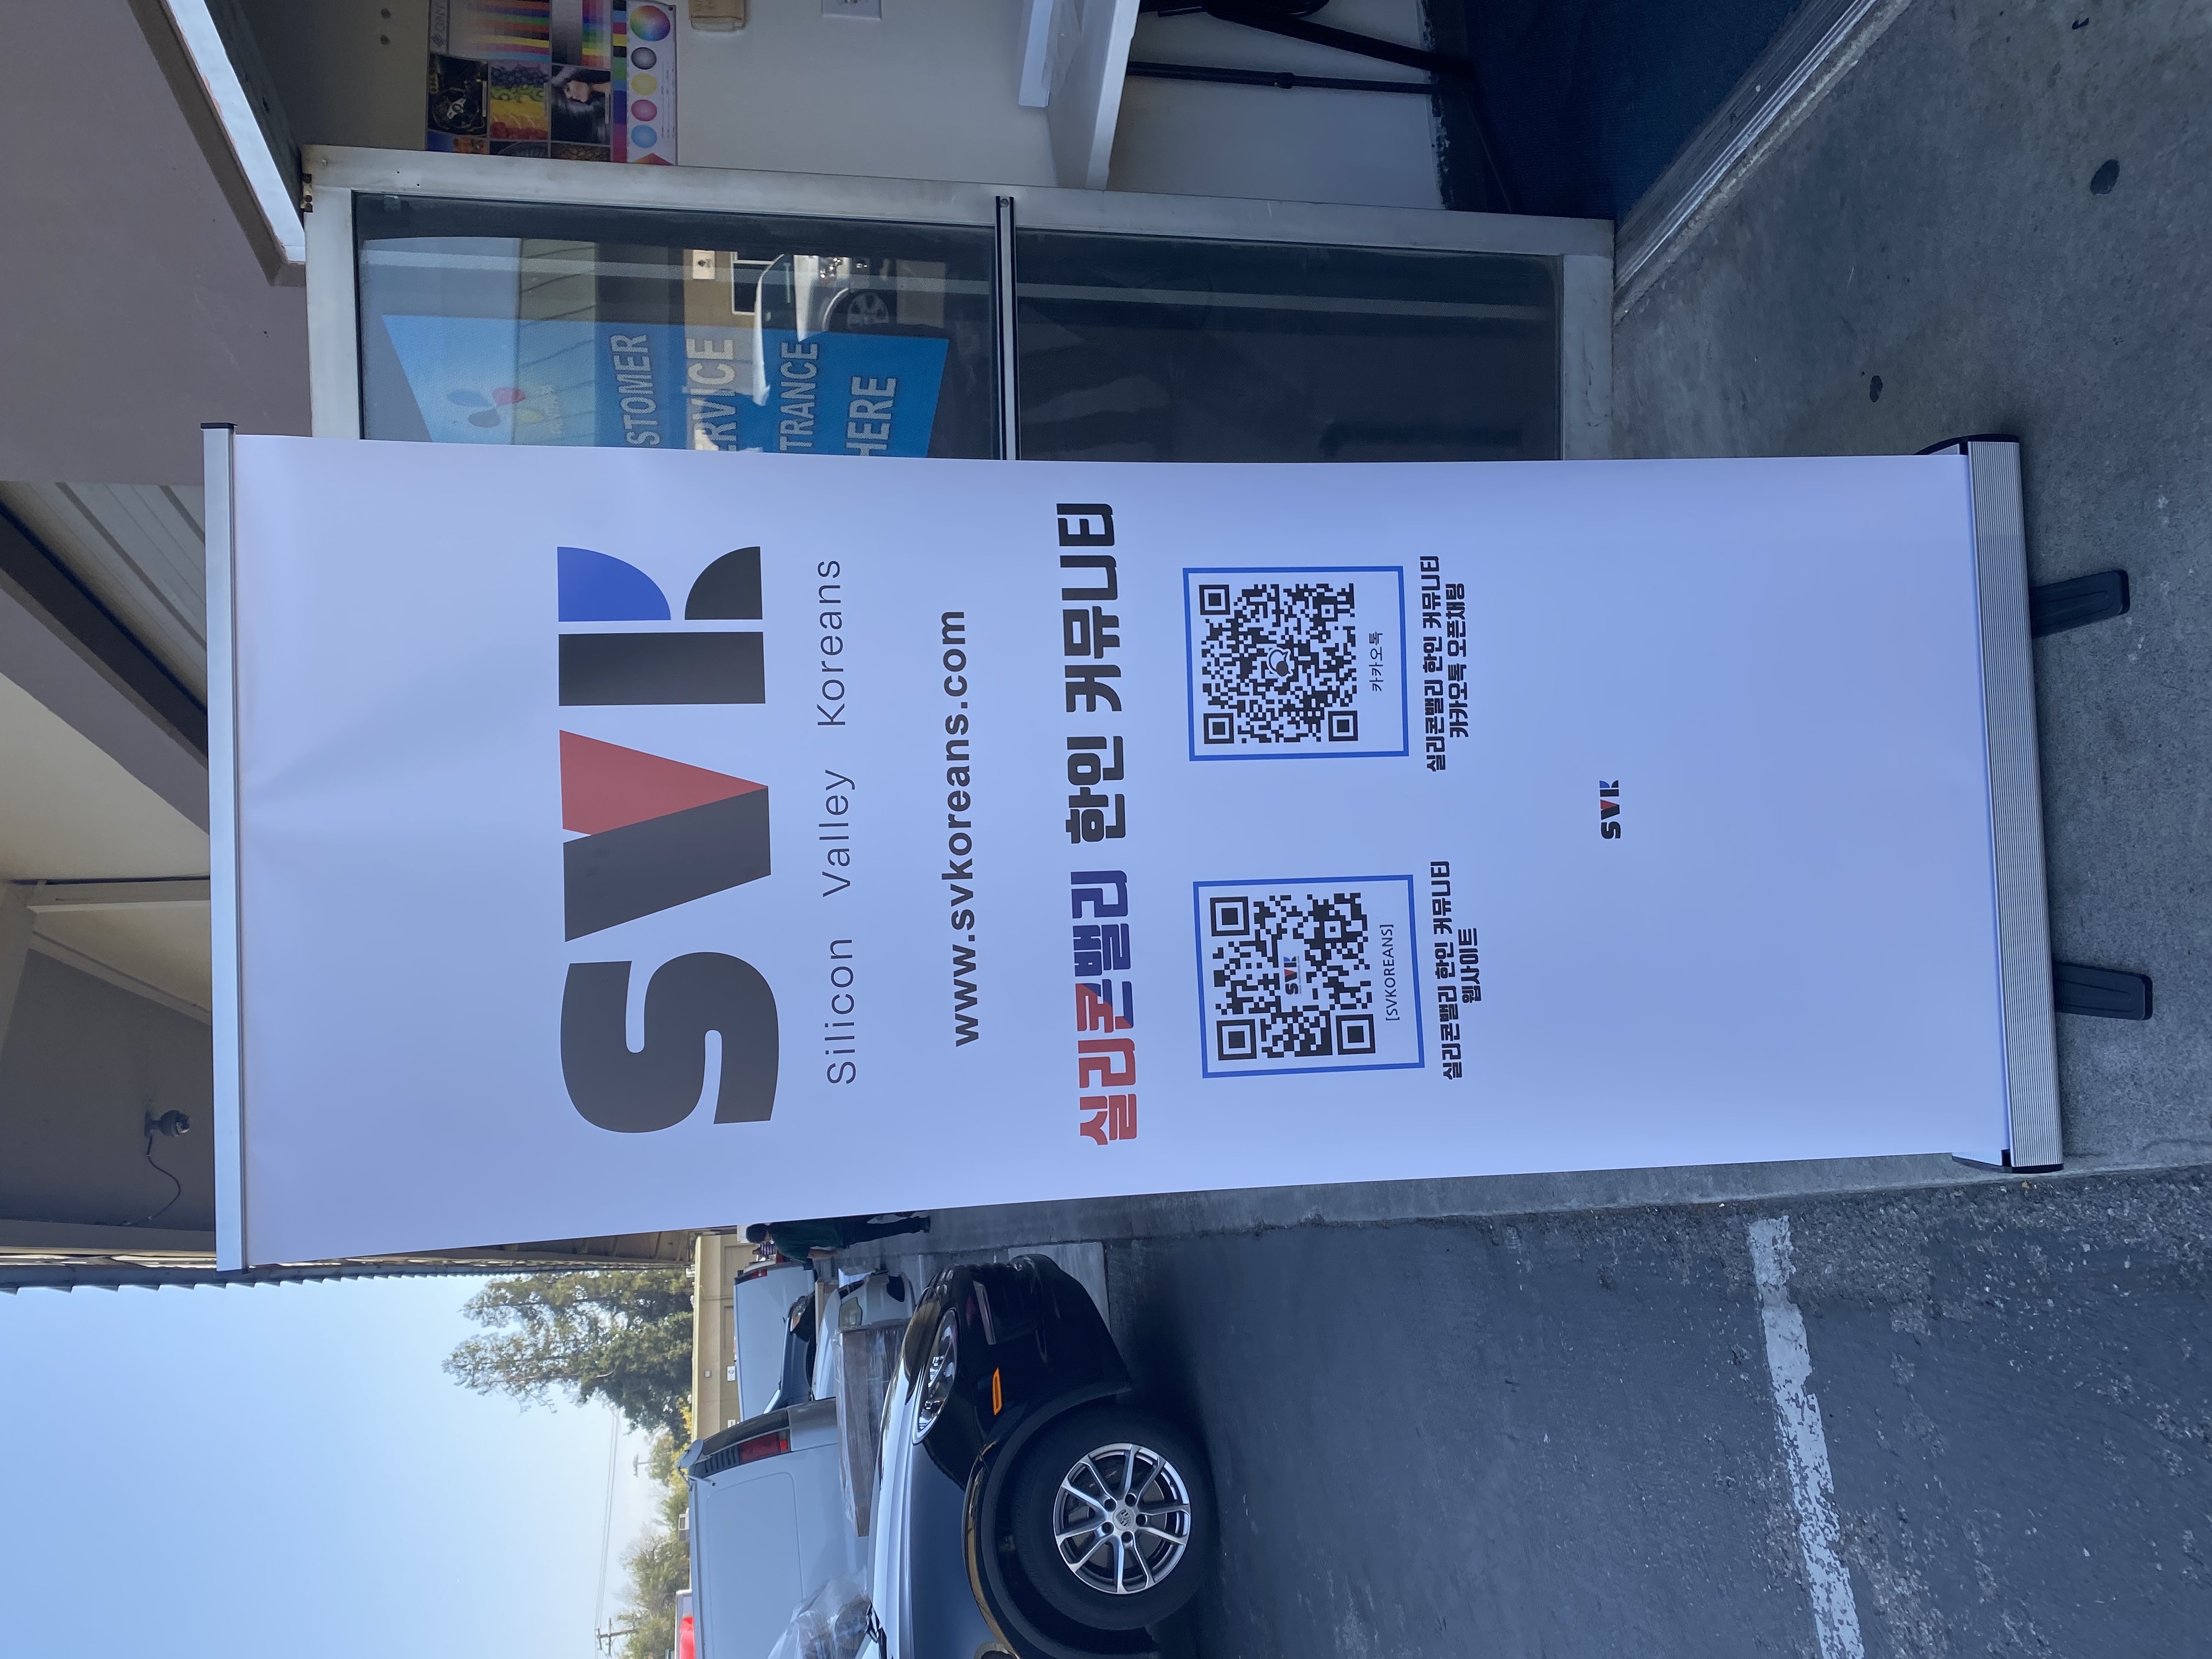 SVK
Silicon Valley Koreans
www.svkoreans.com
실리콘밸리 한인 커뮤니티
SVK
[SVKOREANS]
실리콘밸리 한인 커뮤니티
웹사이트
카카오톡
실리콘밸리 한인 커뮤니티
카카오톡 오픈채팅
SVK
STOMER
ERVICE
TRANCE
HERE